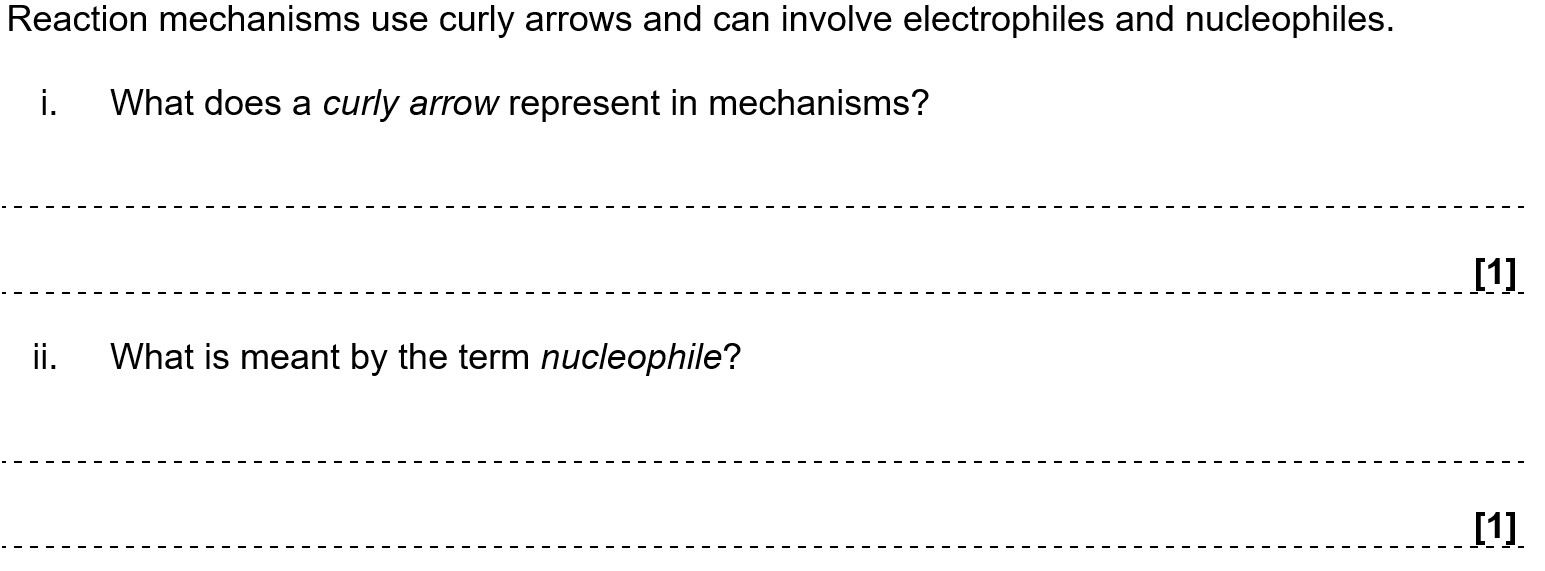 Reaction mechanisms use curly arrows and can involve electrophiles and nucleophiles.
i. What does a curly arrow represent in mechanisms?
[1]
ii. What is meant by the term nucleophile?
[1]